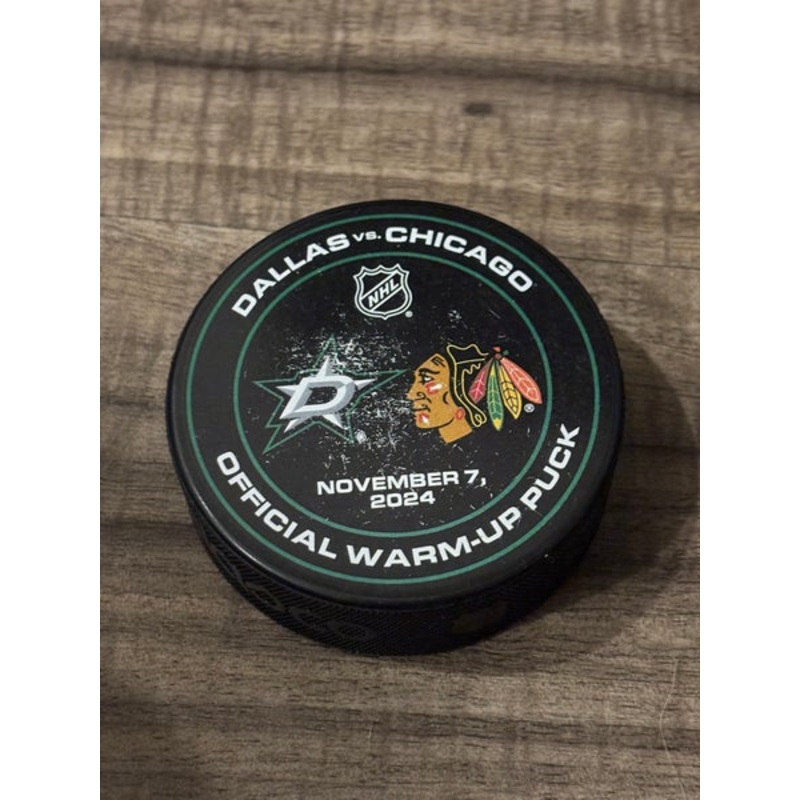 DALLAS VS. CHICAGO
NHL
D
NOVEMBER 7,
2024
OFFICIAL WARM-UP PUCK